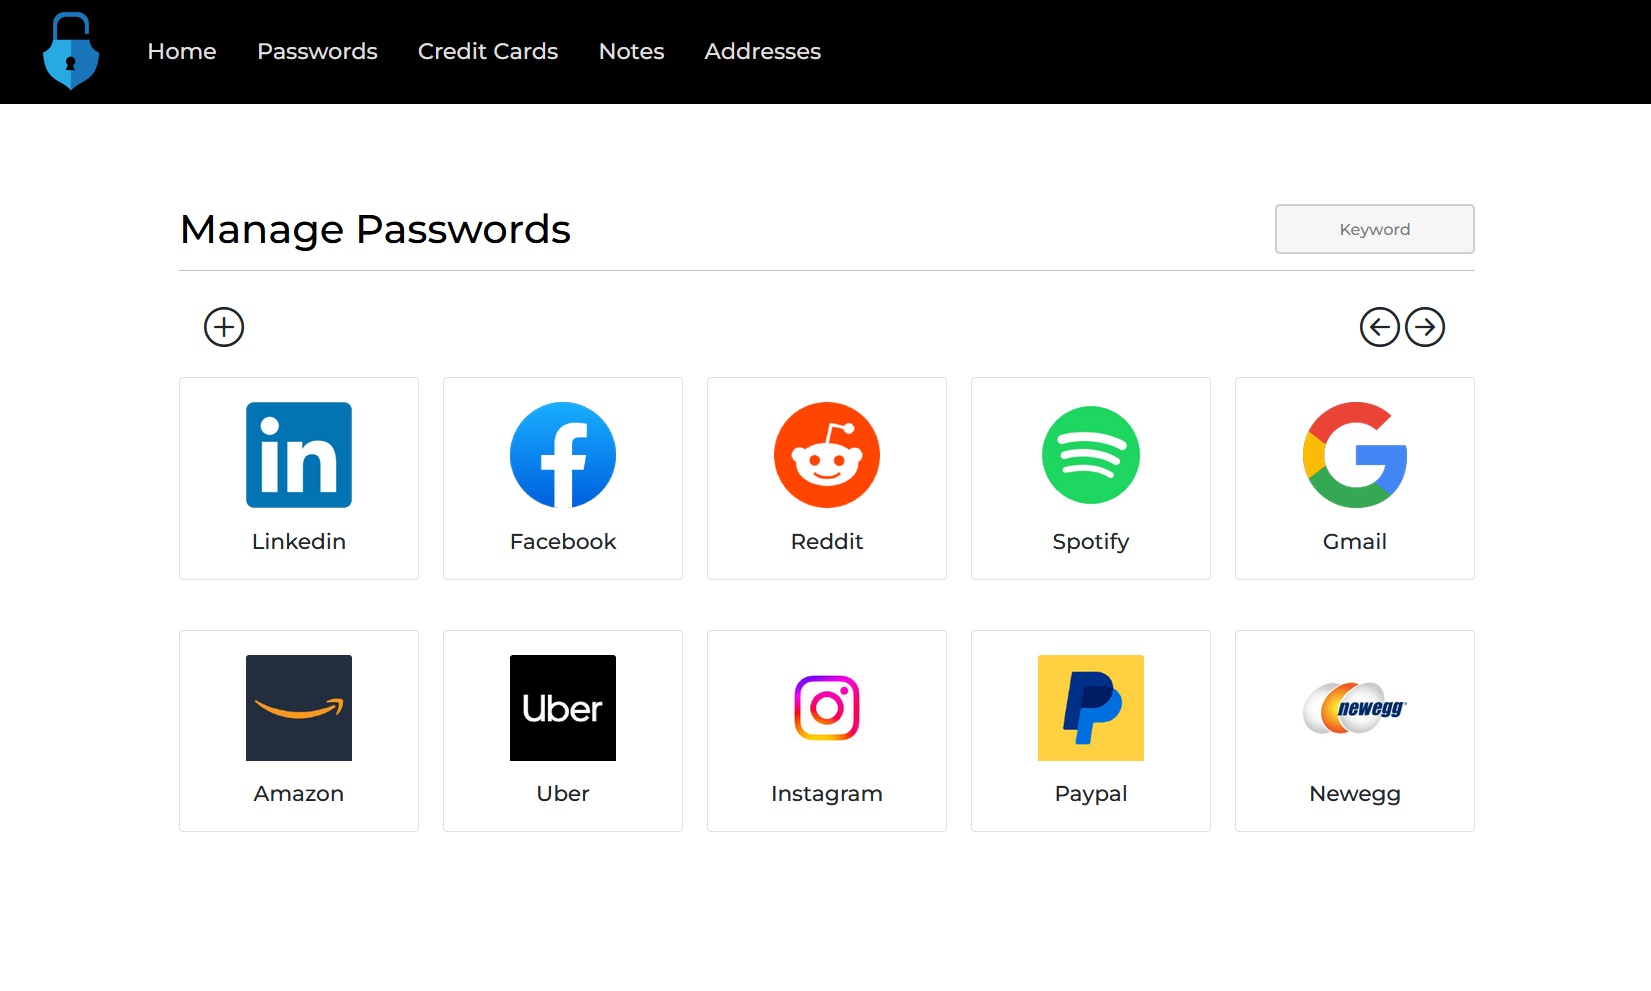 Home Passwords Credit Cards Notes Addresses
Manage Passwords
Keyword
in
Linkedin Facebook Reddit Spotify Gmail
Uber
newegg
Amazon Uber Instagram Paypal Newegg